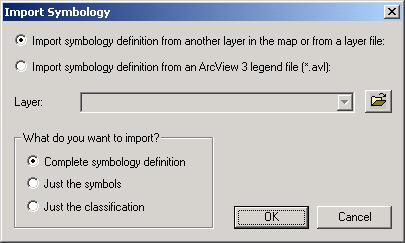 Import Symbology
Import symbology definition from another layer in the map or from a layer file:
Import symbology definition from an ArcView 3 legend file (*.avl):
Layer:
What do you want to import?
Complete symbology definition
Just the symbols
Just the classification
OK
Cancel